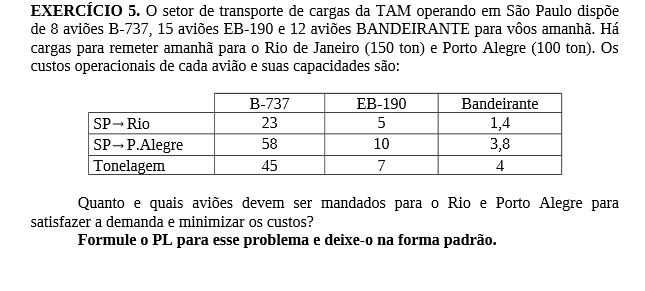 EXERCÍCIO 5. O setor de transporte de cargas da TAM operando em São Paulo dispõe
de 8 aviões B-737, 15 aviões EB-190 e 12 aviões BANDEIRANTE para vôos amanhã. Há
cargas para remeter amanhã para o Rio de Janeiro (150 ton) e Porto Alegre (100 ton). Os
custos operacionais de cada avião e suas capacidades são:
B-737 EB-190 Bandeirante
SP→Rio 23 5 1,4
SP→P.Alegre 58 10 3,8
Tonelagem 45 7 4
Quanto e quais aviões devem ser mandados para o Rio e Porto Alegre para
satisfazer a demanda e minimizar os custos?
Formule o PL para esse problema e deixe-o na forma padrão.